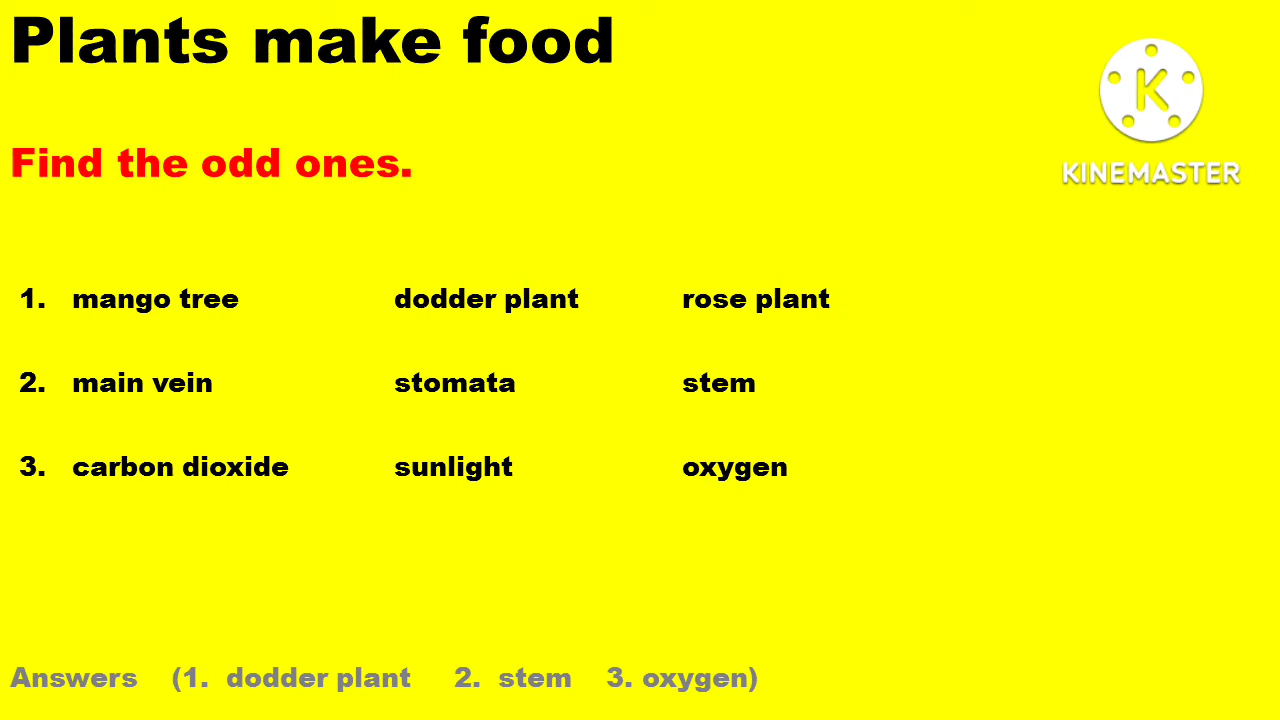 Plants make food
K
KINEMASTER
Find the odd ones.
1. mango tree dodder plant rose plant
2. main vein stomata stem
3. carbon dioxide sunlight oxygen
Answers (1. dodder plant 2. stem 3. oxygen)